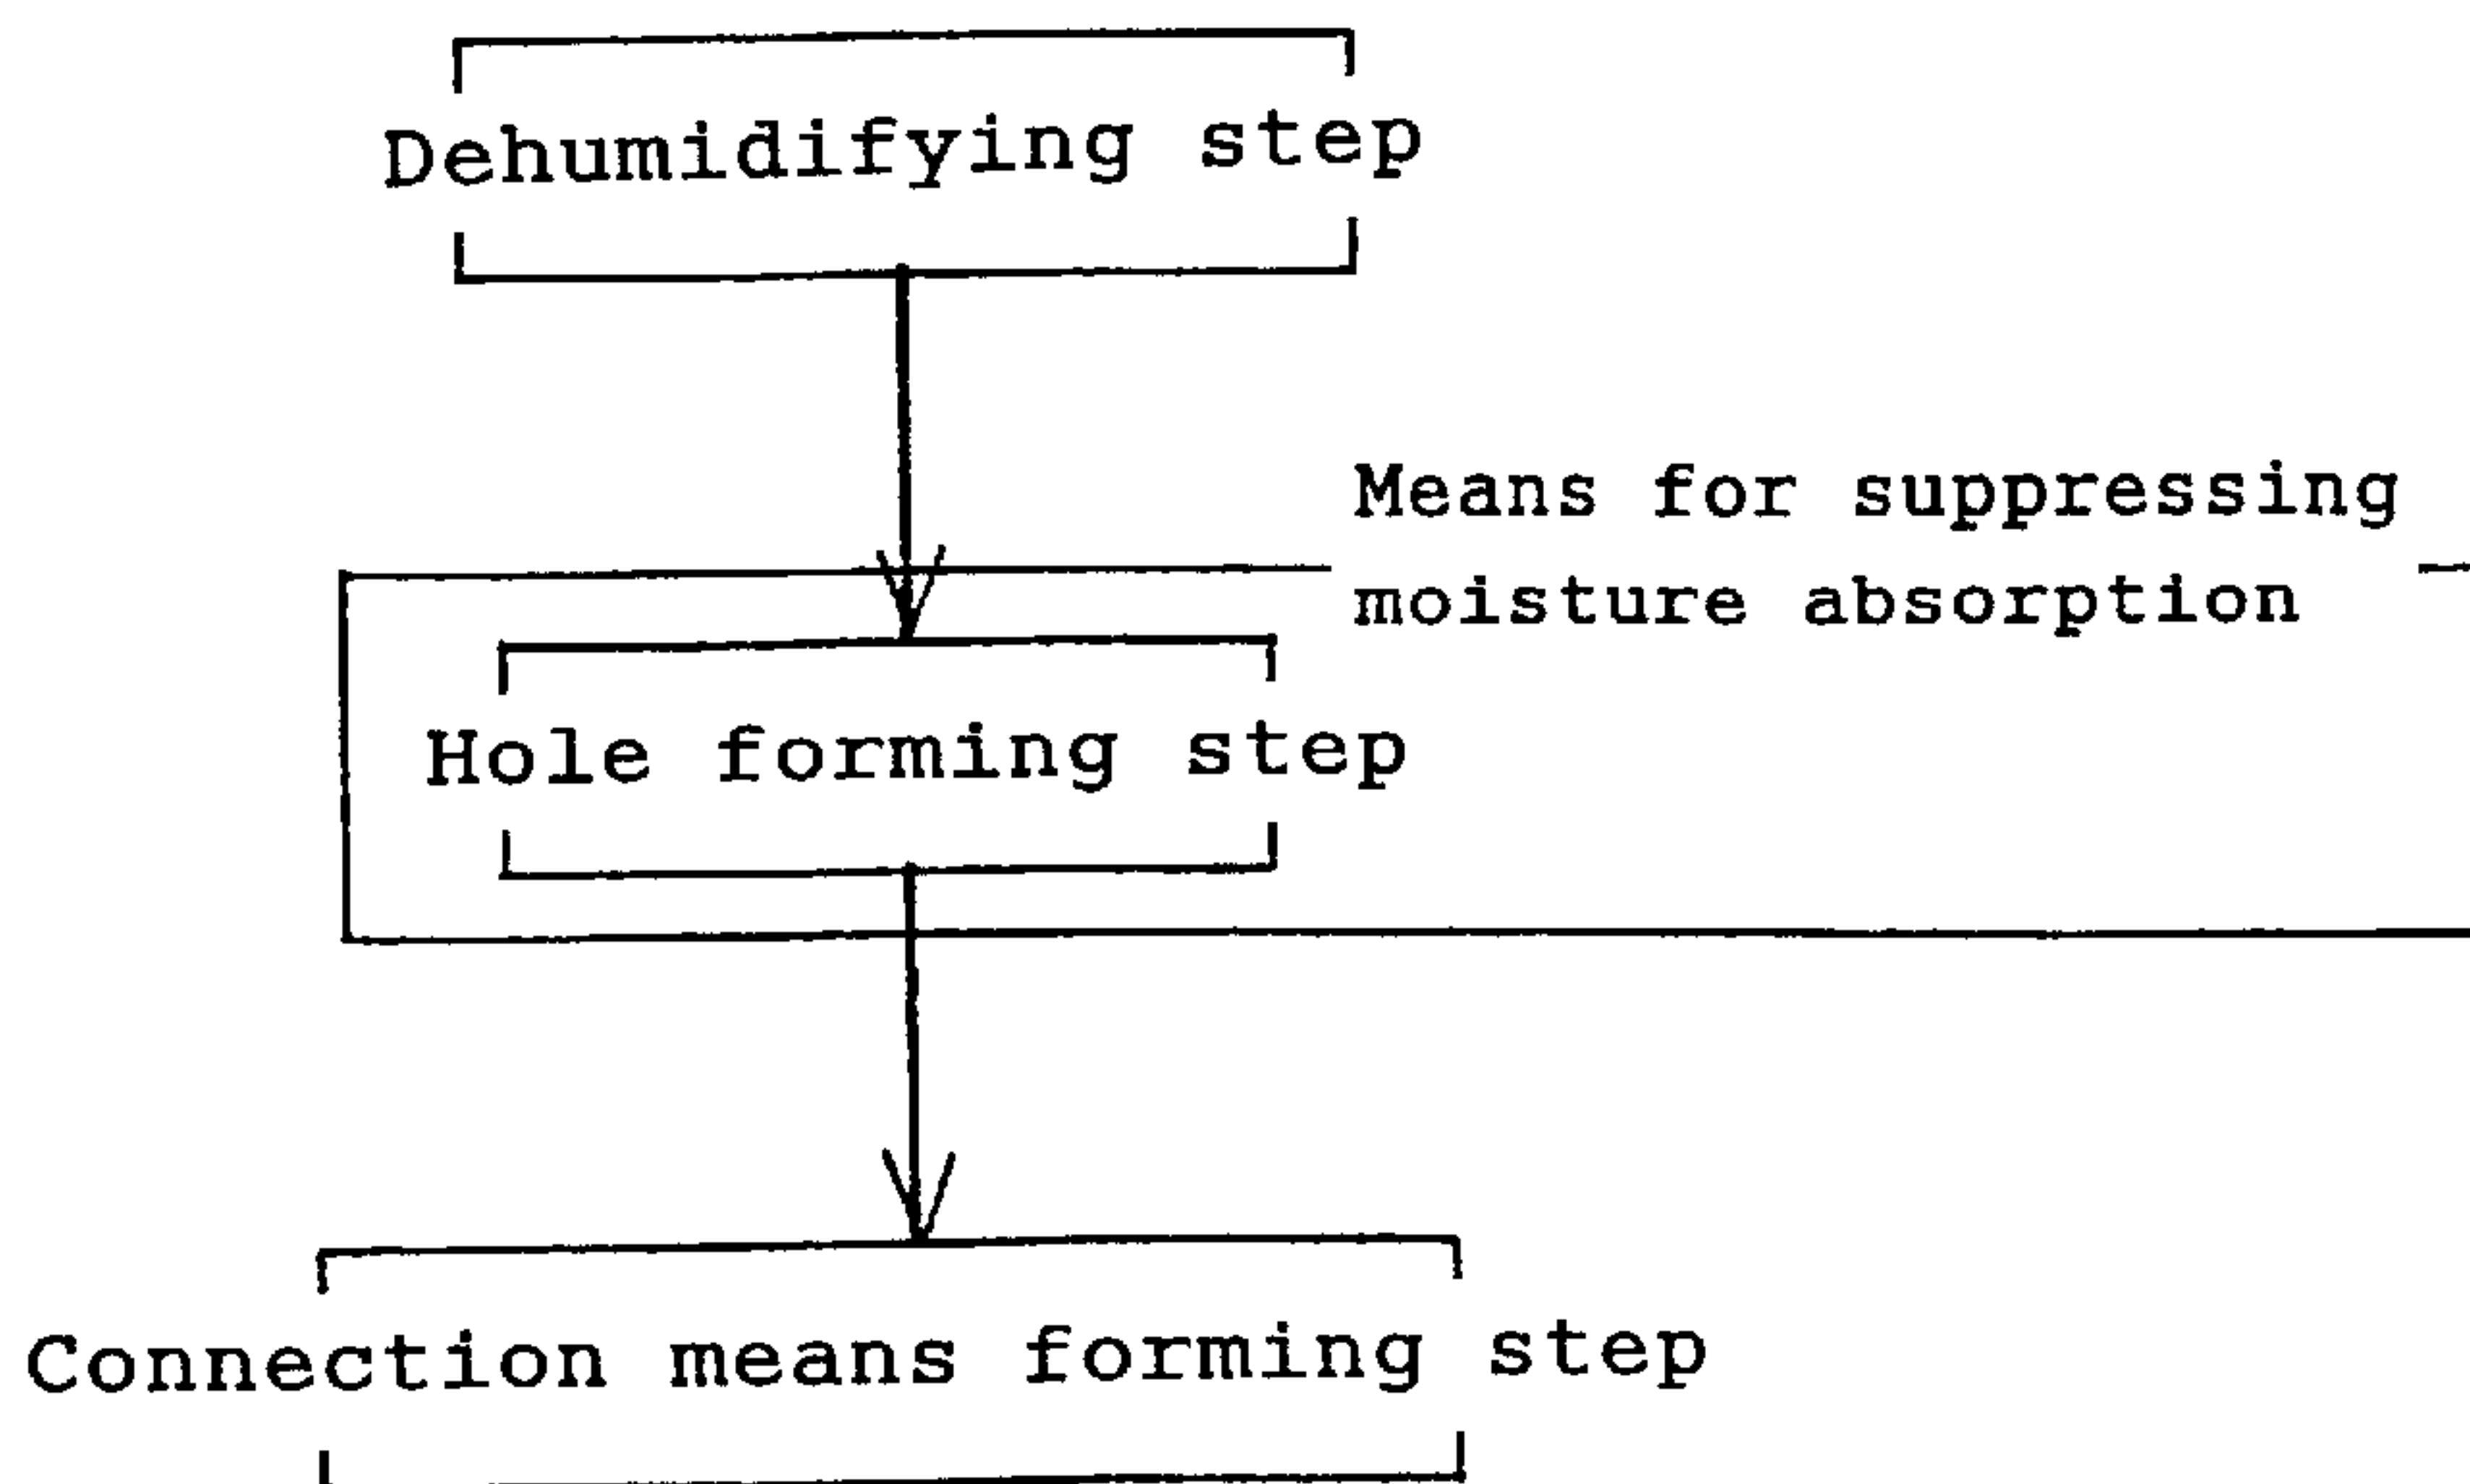 Dehumidifying step
Means for suppressing
moisture absorption
Hole forming step
Connection means forming step